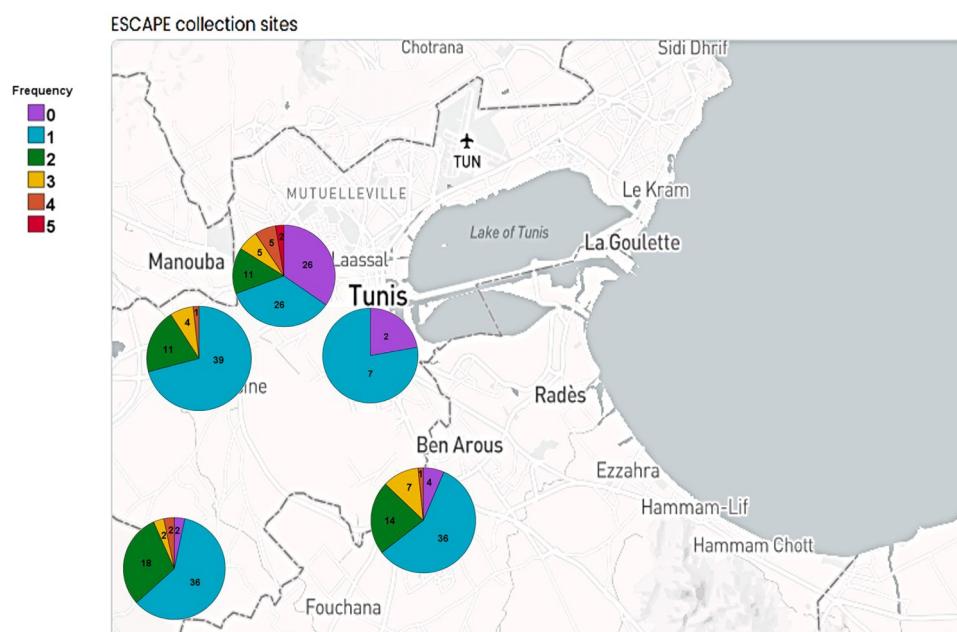 ESCAPE collection sites
Chotrana
Sidi Dhrif
Frequency
0
1
2
3
4
5
TUN
MUTUELLEVILLE
Le Kram
Lake of Tunis
La Goulette
Manouba
Laassal
2
5
5
26
11
26
Tunis
1
4
11
39
2
7
Radès
Ben Arous
Ezzahra
1
4
7
14
36
Hammam-Lif
Hammam Chott
2
2
2
18
36
Fouchana